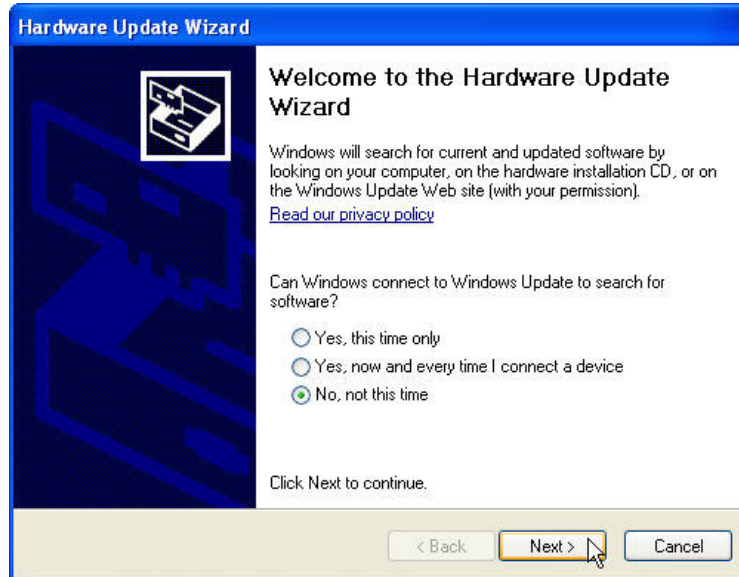 Hardware Update Wizard
Welcome to the Hardware Update
Wizard
Windows will search for current and updated software by
looking on your computer, on the hardware installation CD, or on
the Windows Update Web site (with your permission).
Read our privacy policy
Can Windows connect to Windows Update to search for
software?
Yes, this time only
Yes, now and every time I connect a device
No, not this time
Click Next to continue.
< Back Next > Cancel